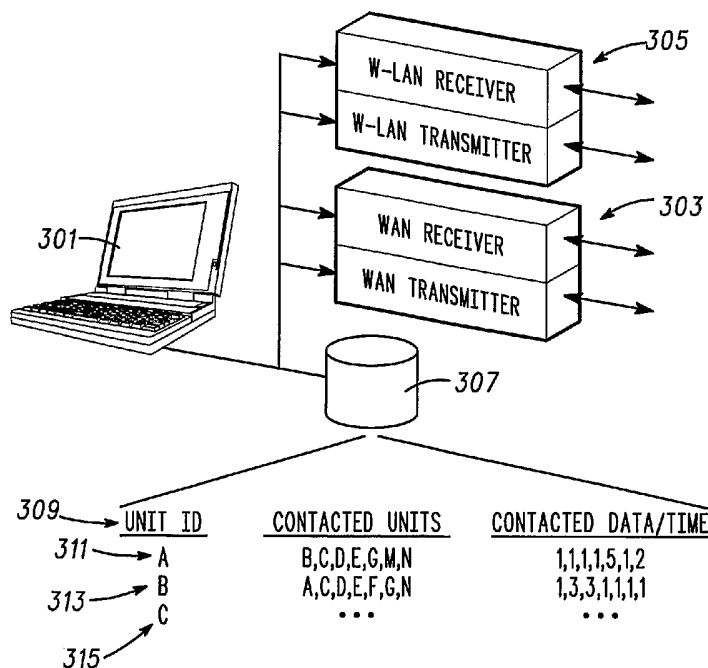 305
W-LAN RECEIVER
W-LAN TRANSMITTER
303
WAN RECEIVER
WAN TRANSMITTER
301
307
309 UNIT ID CONTACTED UNITS CONTACTED DATA/TIME
311 A B,C,D,E,G,M,N 1,1,1,1,5,1,2
313 B A,C,D,E,F,G,N 1,3,3,1,1,1,1
C ••• •••
315